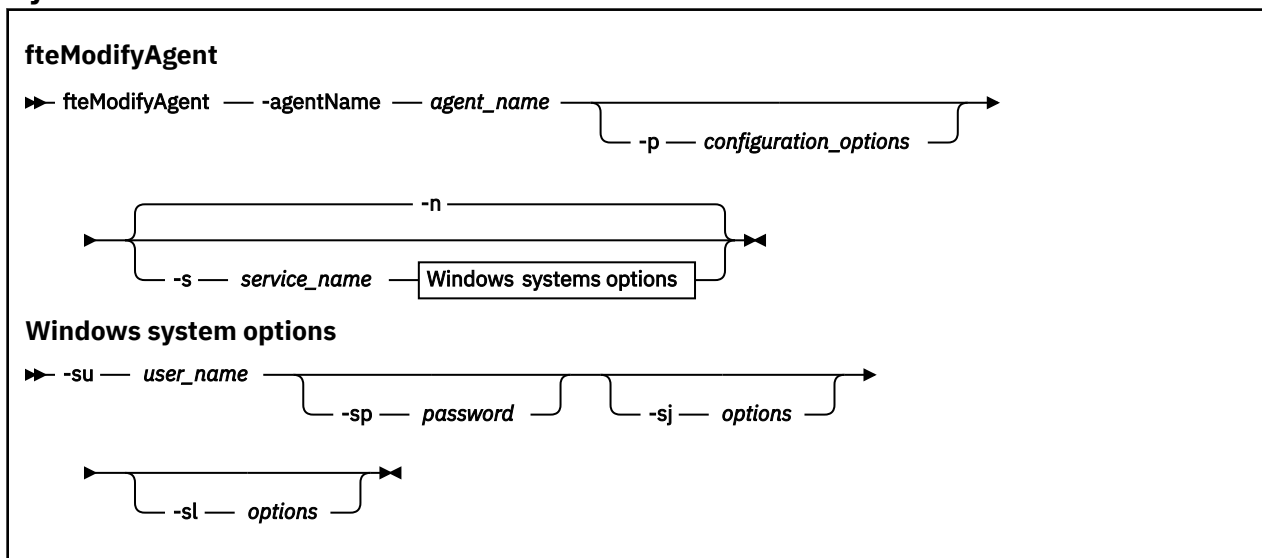 fteModifyAgent
fteModifyAgent -agentName agent_name
-p configuration_options
-n
-s service_name Windows systems options
Windows system options
-su user_name
-sp password -sj options
-sl options